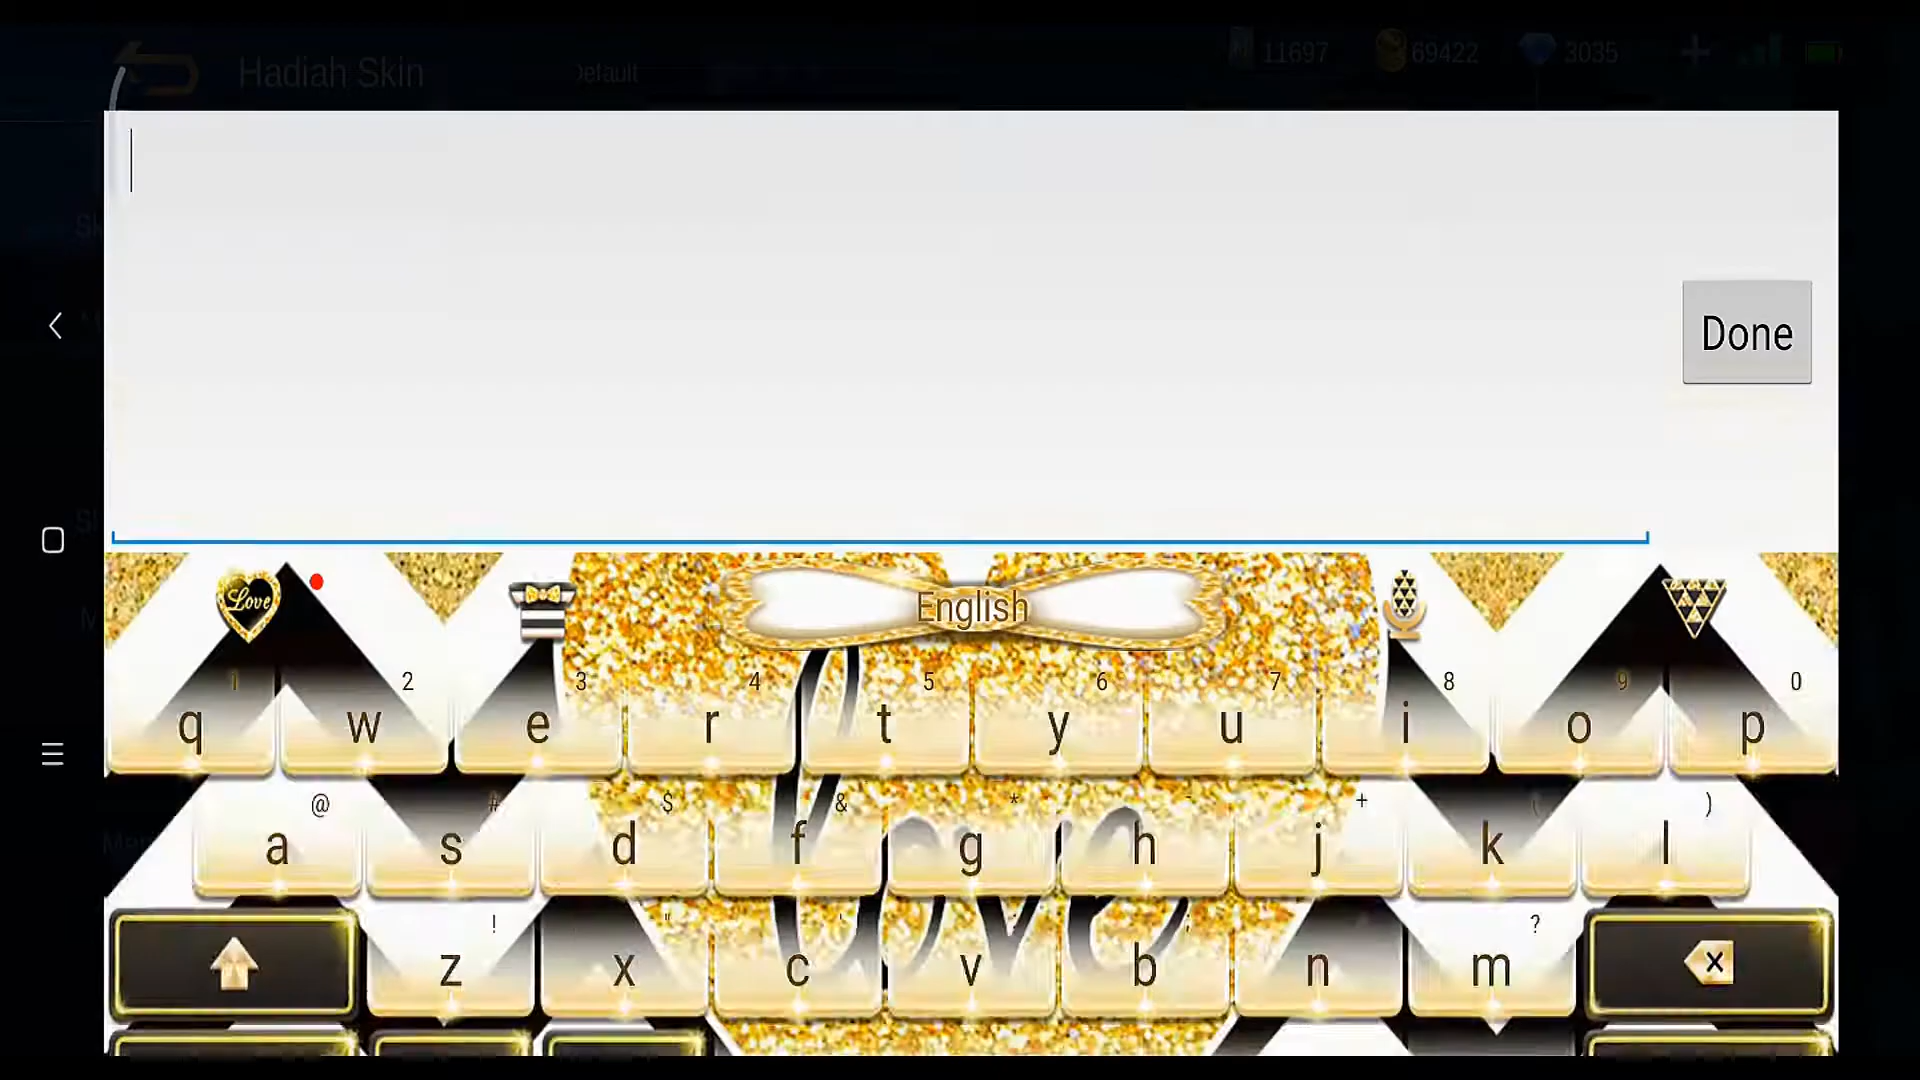 Hadiah Skin
Default
11697
69422
3035
Done
Love
English
1 2 3 4 5 6 7 8 9 0
q w e r t y u i o p
@ # $ & * - + ( )
a s d f g h j k l
love
! " ' : ; ?
z x c v b n m